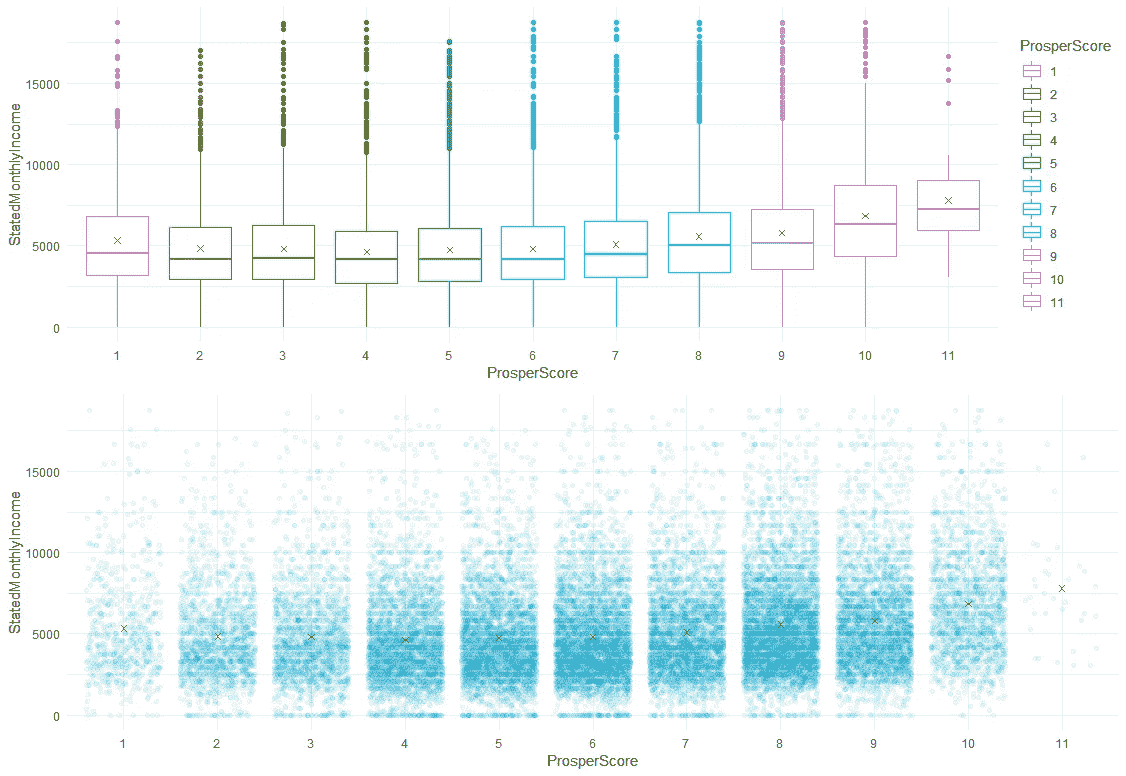 StatedMonthlyIncome
15000
10000
5000
0
1 2 3 4 5 6 7 8 9 10 11
ProsperScore
ProsperScore
1
2
3
4
5
6
7
8
9
10
11
StatedMonthlyIncome
15000
10000
5000
0
1 2 3 4 5 6 7 8 9 10 11
ProsperScore